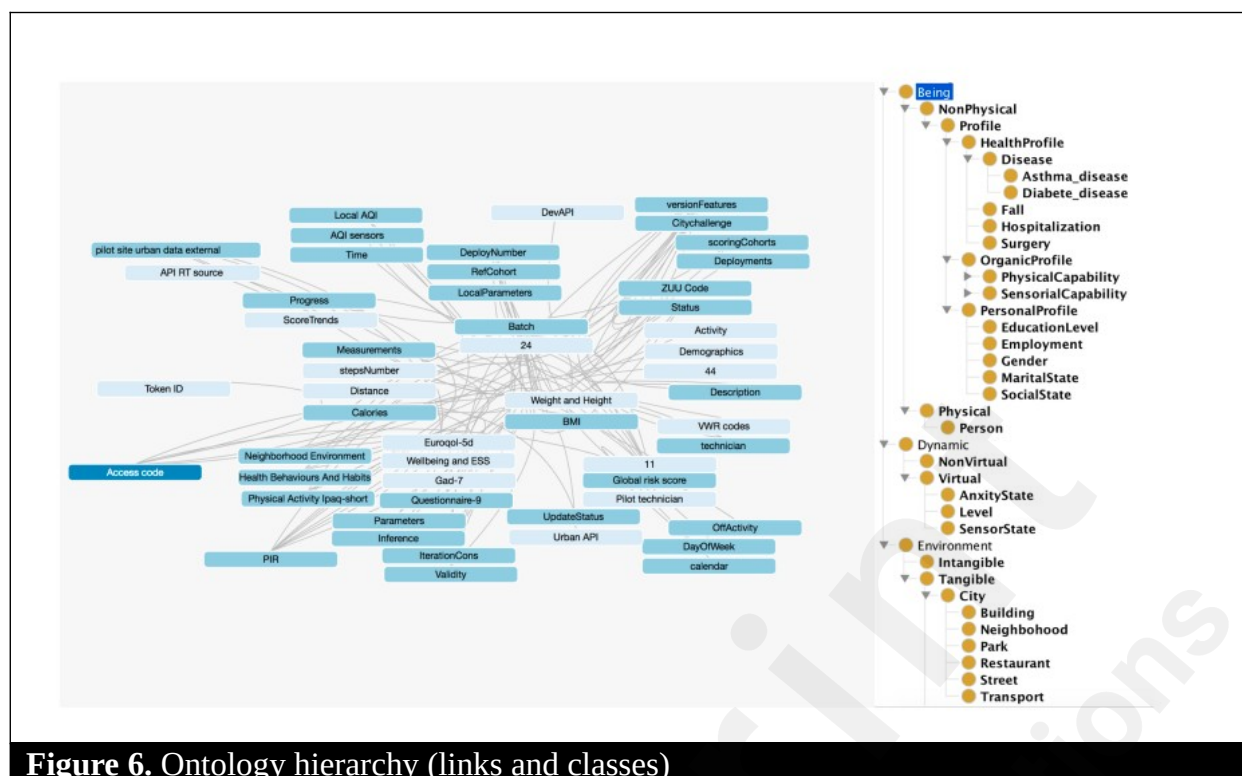 versionFeatures
Local AQI
DevAPI
Citychallenge
AQI sensors
scoringCohorts
pilot site urban data external
Time
DeployNumber
Deployments
API RT source
RefCohort
LocalParameters
ZUU Code
Progress
Status
ScoreTrends
Batch
Activity
24
Measurements
Demographics
stepsNumber
44
Token ID
Distance
Description
Weight and Height
Calories
BMI
VWR codes
Euroqol-5d
technician
Neighborhood Environment
Wellbeing and ESS
11
Access code
Health Behaviours And Habits
Gad-7
Global risk score
Physical Activity Ipaq-short
Questionnaire-9
Pilot technician
Parameters
UpdateStatus
OffActivity
Inference
Urban API
DayOfWeek
PIR
IterationCons
calendar
Validity
Being
NonPhysical
Profile
HealthProfile
Disease
Asthma_disease
Diabete_disease
Fall
Hospitalization
Surgery
OrganicProfile
PhysicalCapability
SensorialCapability
PersonalProfile
EducationLevel
Employment
Gender
MaritalState
SocialState
Physical
Person
Dynamic
NonVirtual
Virtual
AnxityState
Level
SensorState
Environment
Intangible
Tangible
City
Building
Neighbohood
Park
Restaurant
Street
Transport
Figure 6. Ontology hierarchy (links and classes)